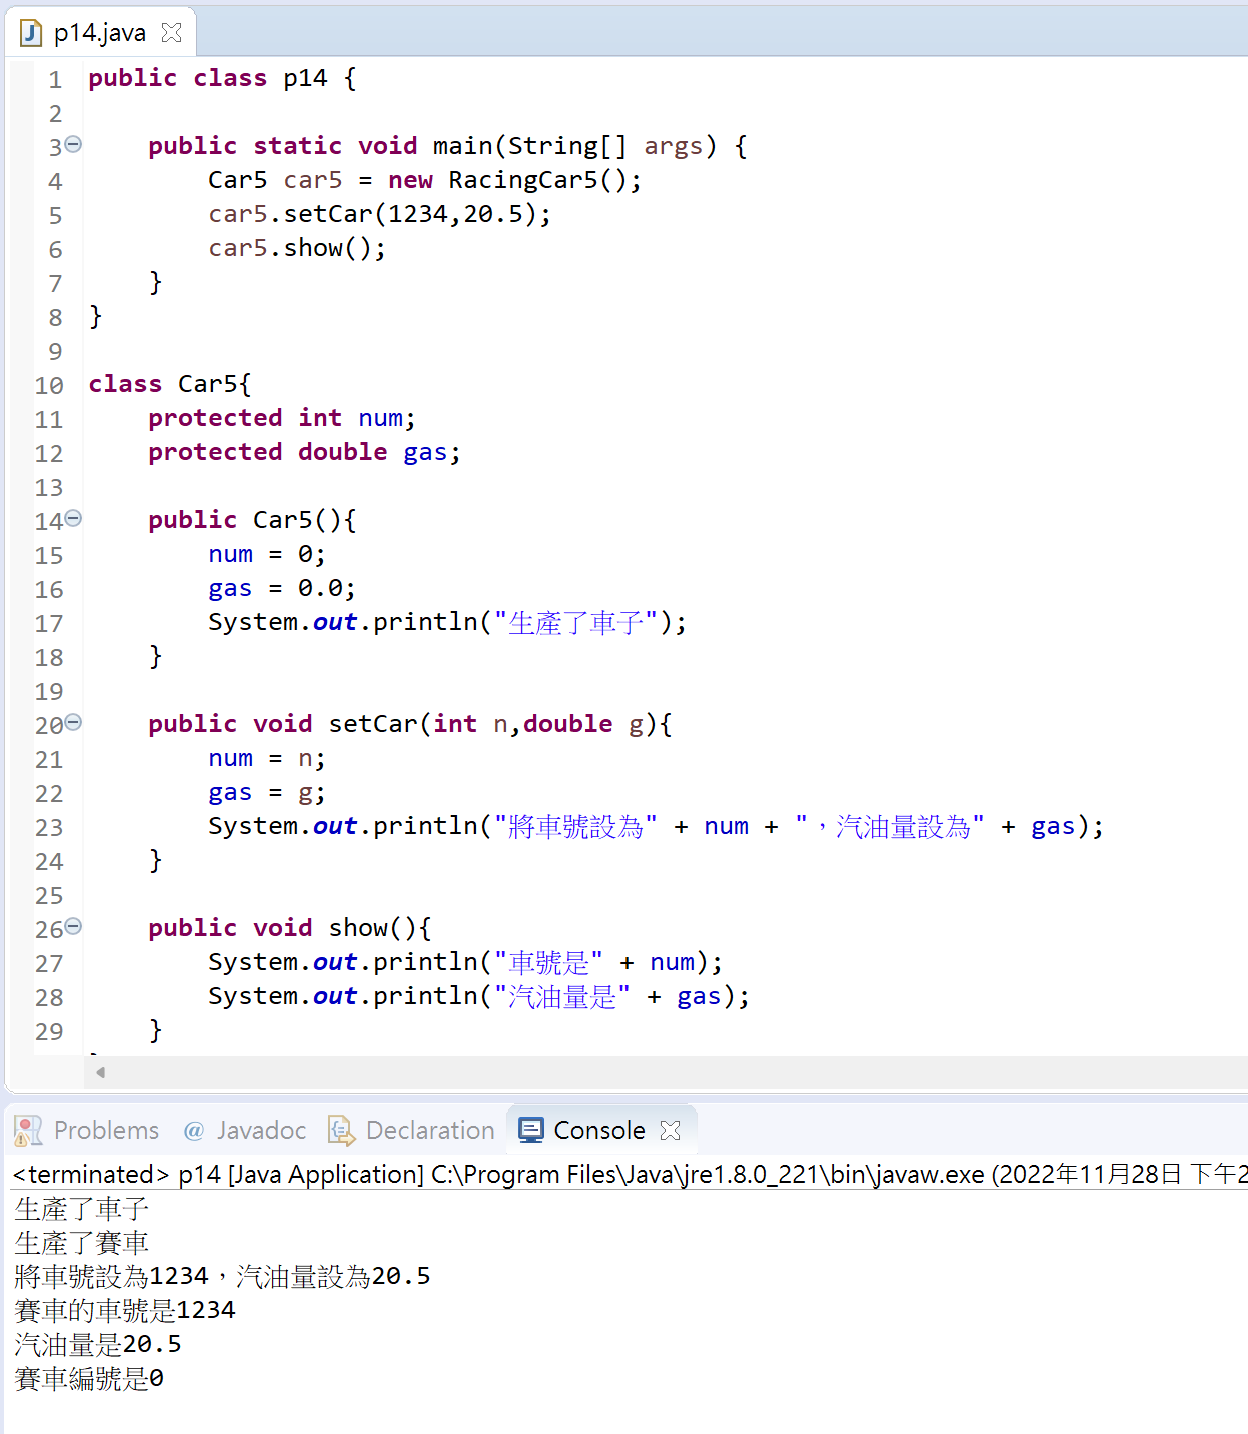 p14.java
1 public class p14 {
2
3     public static void main(String[] args) {
4         Car5 car5 = new RacingCar5();
5         car5.setCar(1234,20.5);
6         car5.show();
7     }
8 }
9
10 class Car5{
11     protected int num;
12     protected double gas;
13
14     public Car5(){
15         num = 0;
16         gas = 0.0;
17         System.out.println("生產了車子");
18     }
19
20     public void setCar(int n,double g){
21         num = n;
22         gas = g;
23         System.out.println("將車號設為" + num + "，汽油量設為" + gas);
24     }
25
26     public void show(){
27         System.out.println("車號是" + num);
28         System.out.println("汽油量是" + gas);
29     }
Problems @ Javadoc Declaration Console
<terminated> p14 [Java Application] C:\Program Files\Java\jre1.8.0_221\bin\javaw.exe (2022年11月28日 下午2
生產了車子
生產了賽車
將車號設為1234，汽油量設為20.5
賽車的車號是1234
汽油量是20.5
賽車編號是0